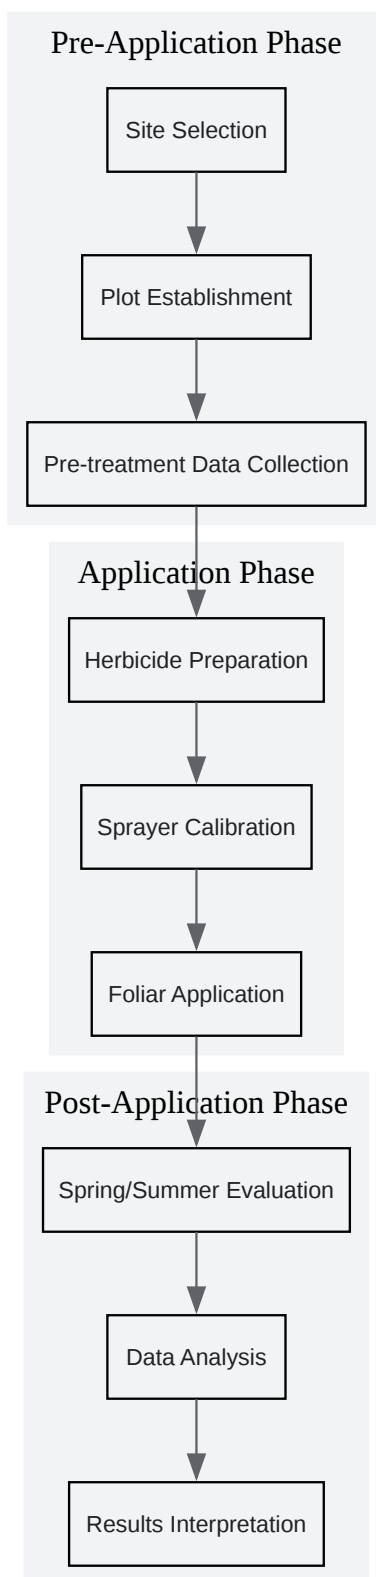 Pre-Application Phase
Site Selection
Plot Establishment
Pre-treatment Data Collection
Application Phase
Herbicide Preparation
Sprayer Calibration
Foliar Application
Post-Application Phase
Spring/Summer Evaluation
Data Analysis
Results Interpretation